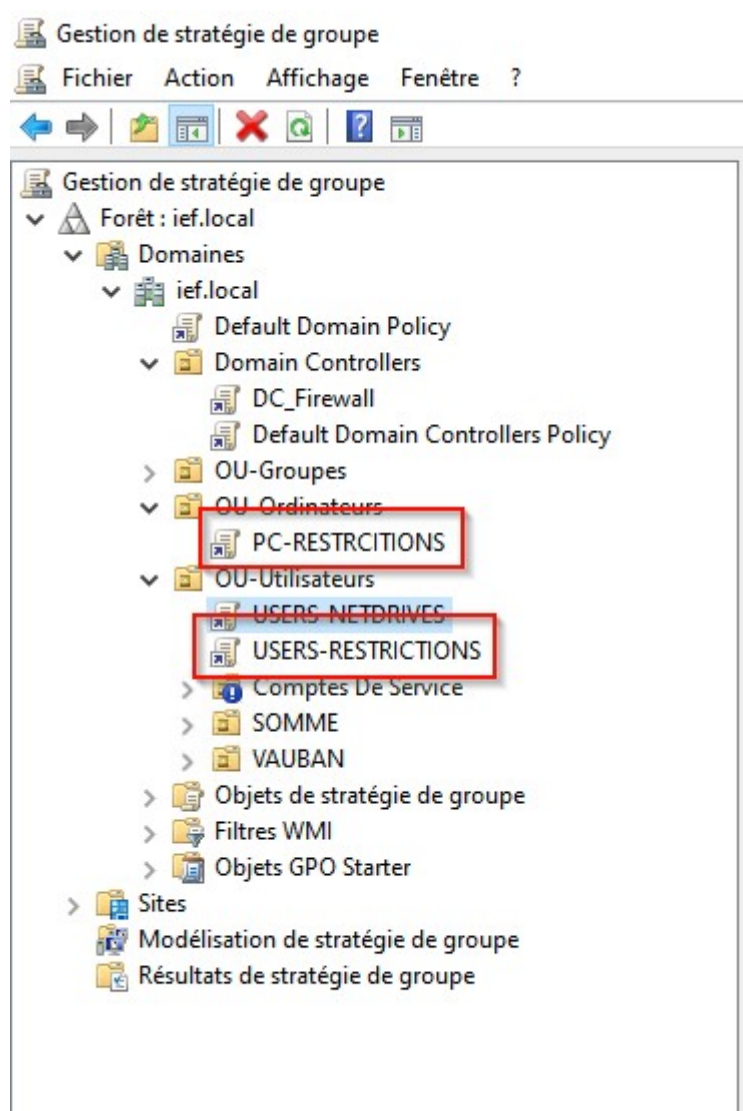 Gestion de stratégie de groupe
Fichier Action Affichage Fenêtre ?
Gestion de stratégie de groupe
Forêt : ief.local
Domaines
ief.local
Default Domain Policy
Domain Controllers
DC_Firewall
Default Domain Controllers Policy
OU-Groupes
OU-Ordinateurs
PC-RESTRCITIONS
OU-Utilisateurs
USERS-NETDRIVES
USERS-RESTRICTIONS
Comptes De Service
SOMME
VAUBAN
Objets de stratégie de groupe
Filtres WMI
Objets GPO Starter
Sites
Modélisation de stratégie de groupe
Résultats de stratégie de groupe